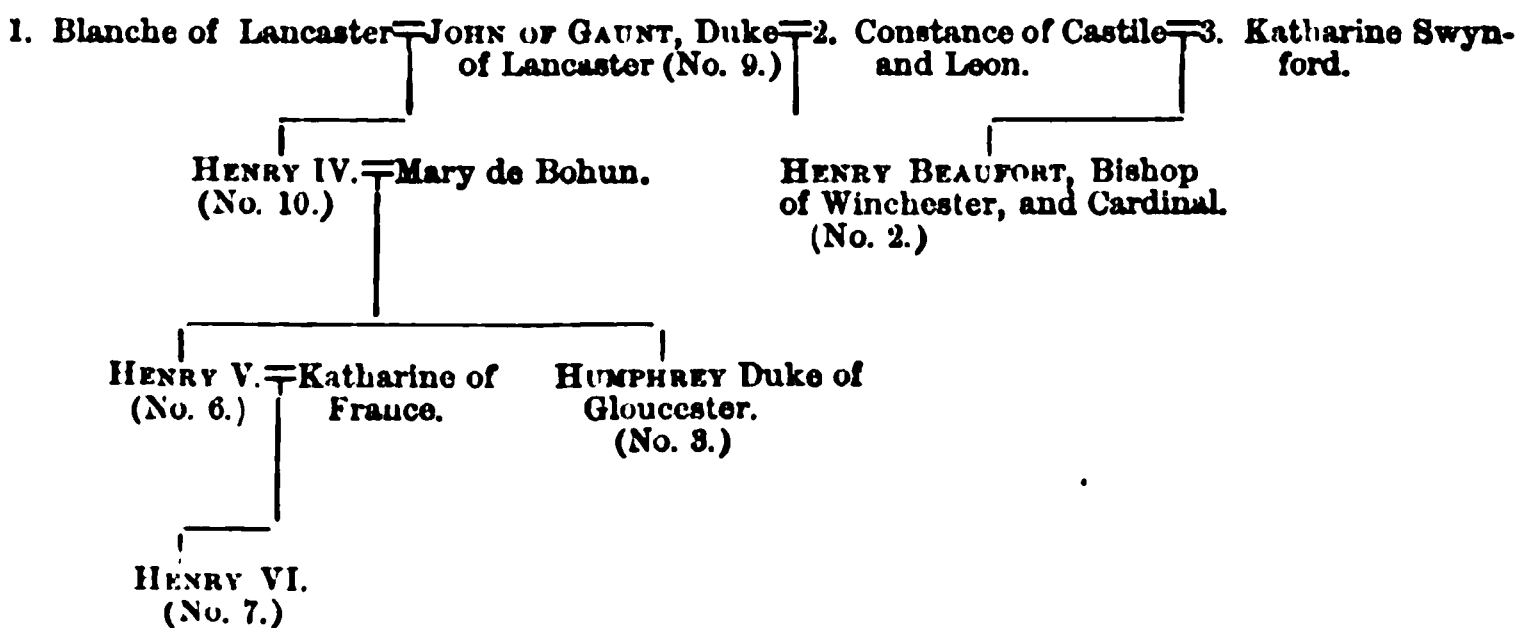 1. Blanche of Lancaster=JOHN OF GAUNT, Duke=2. Constance of Castile=3. Katharine Swyn-
of Lancaster (No. 9.) and Leon. ford.
HENRY IV.=Mary de Bohun. HENRY BEAUFORT, Bishop
(No. 10.) of Winchester, and Cardinal.
(No. 2.)
HENRY V.=Katharine of HUMPHREY Duke of
(No. 6.) France. Gloucester.
(No. 3.)
HENRY VI.
(No. 7.)